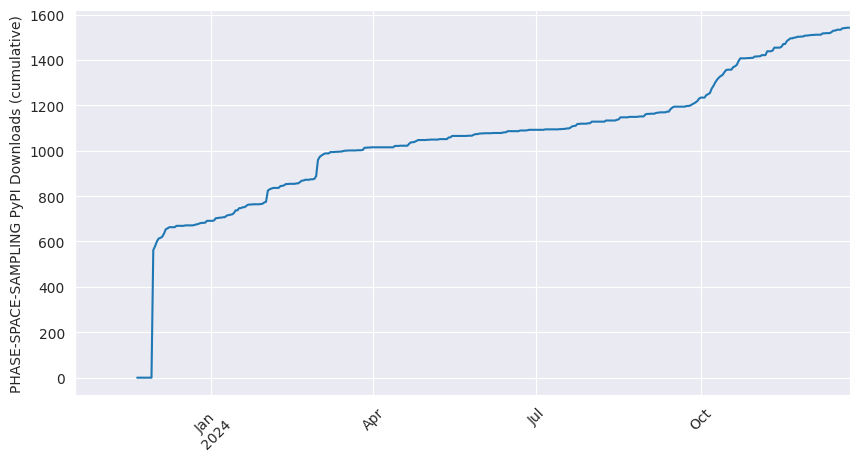 PHASE-SPACE-SAMPLING PyPI Downloads (cumulative)
1600
1400
1200
1000
800
600
400
200
0
Jan
2024
Apr
Jul
Oct